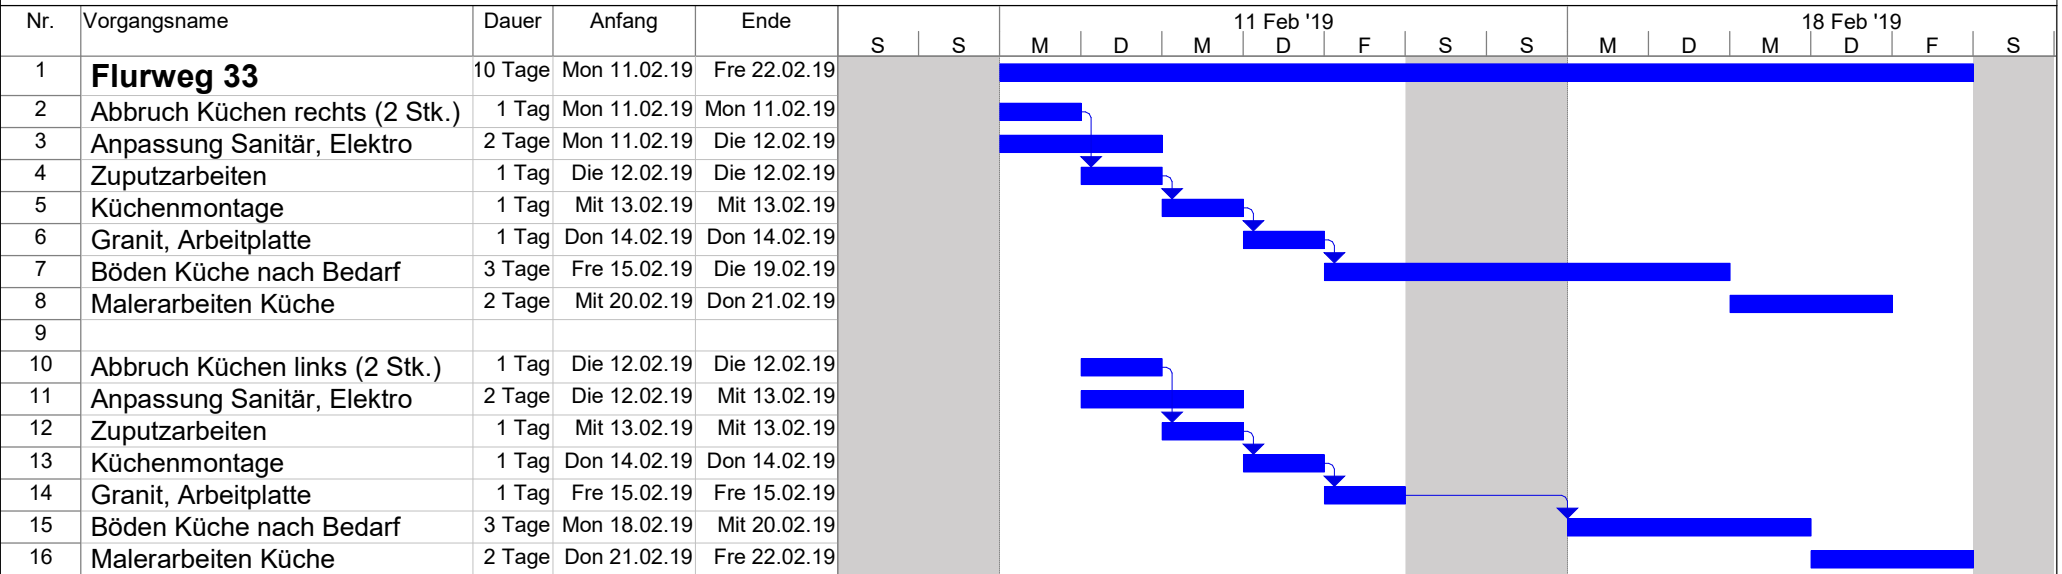 Nr. Vorgangsname Dauer Anfang Ende 11 Feb '19 18 Feb '19
S S M D M D F S S M D M D F S
1 Flurweg 33 10 Tage Mon 11.02.19 Fre 22.02.19
2 Abbruch Küchen rechts (2 Stk.) 1 Tag Mon 11.02.19 Mon 11.02.19
3 Anpassung Sanitär, Elektro 2 Tage Mon 11.02.19 Die 12.02.19
4 Zuputzarbeiten 1 Tag Die 12.02.19 Die 12.02.19
5 Küchenmontage 1 Tag Mit 13.02.19 Mit 13.02.19
6 Granit, Arbeitplatte 1 Tag Don 14.02.19 Don 14.02.19
7 Böden Küche nach Bedarf 3 Tage Fre 15.02.19 Die 19.02.19
8 Malerarbeiten Küche 2 Tage Mit 20.02.19 Don 21.02.19
9
10 Abbruch Küchen links (2 Stk.) 1 Tag Die 12.02.19 Die 12.02.19
11 Anpassung Sanitär, Elektro 2 Tage Die 12.02.19 Mit 13.02.19
12 Zuputzarbeiten 1 Tag Mit 13.02.19 Mit 13.02.19
13 Küchenmontage 1 Tag Don 14.02.19 Don 14.02.19
14 Granit, Arbeitplatte 1 Tag Fre 15.02.19 Fre 15.02.19
15 Böden Küche nach Bedarf 3 Tage Mon 18.02.19 Mit 20.02.19
16 Malerarbeiten Küche 2 Tage Don 21.02.19 Fre 22.02.19